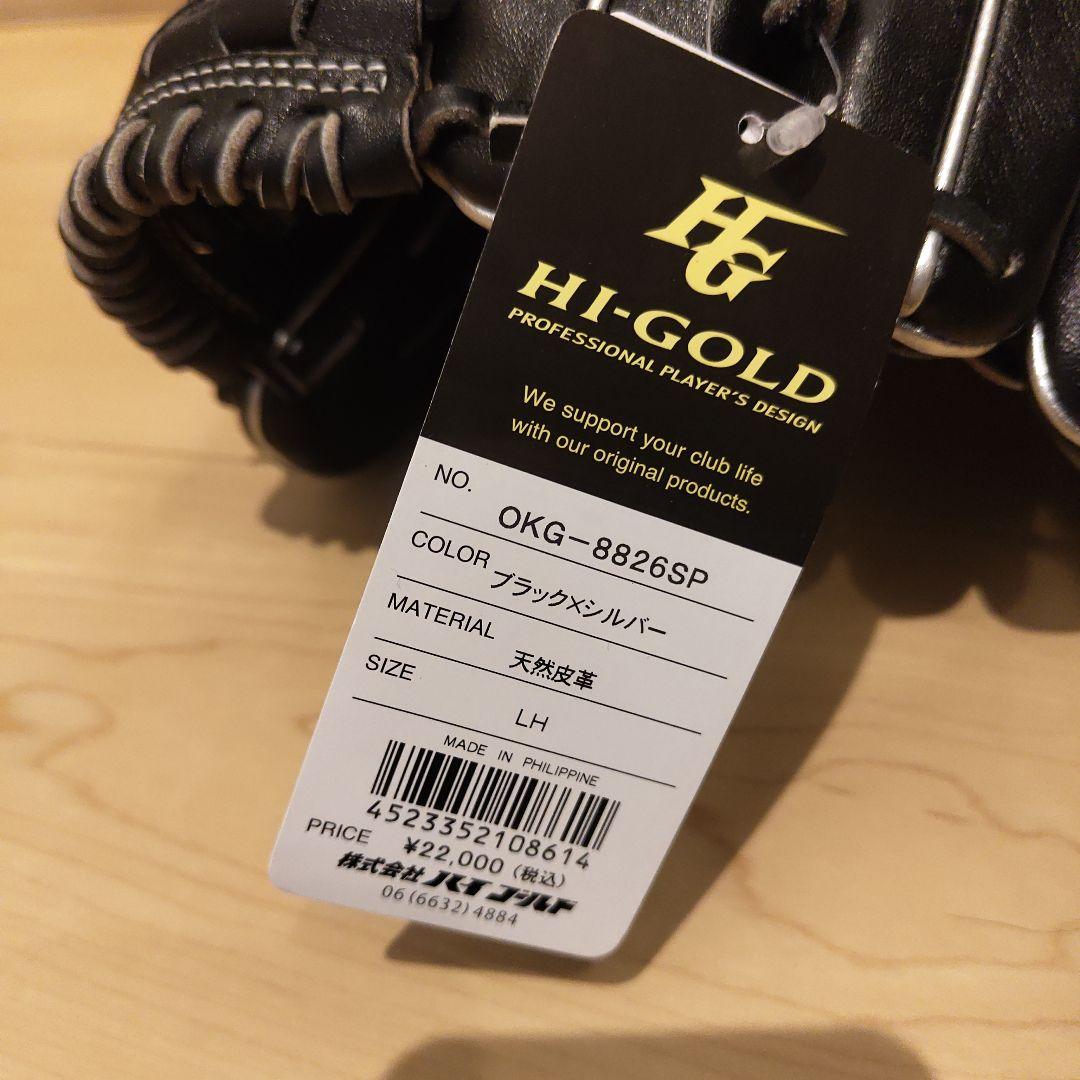 HG
HI-GOLD
PROFESSIONAL PLAYER'S DESIGN
We support your club life
with our original products.
NO.
OKG-8826SP
COLOR
ブラック×シルバー
MATERIAL
天然皮革
SIZE
LH
MADE IN PHILIPPINE
4523352108614
PRICE ¥22,000 (税込)
株式会社 ハイゴールド
06(6632)4884